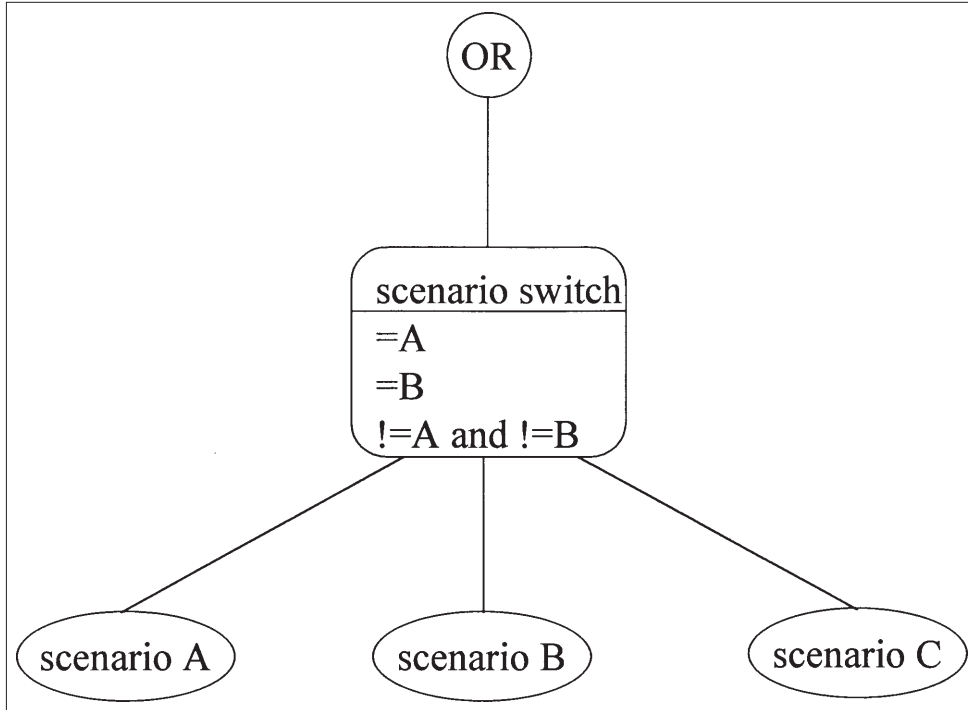 OR
scenario switch
=A
=B
!=A and !=B
scenario A
scenario B
scenario C